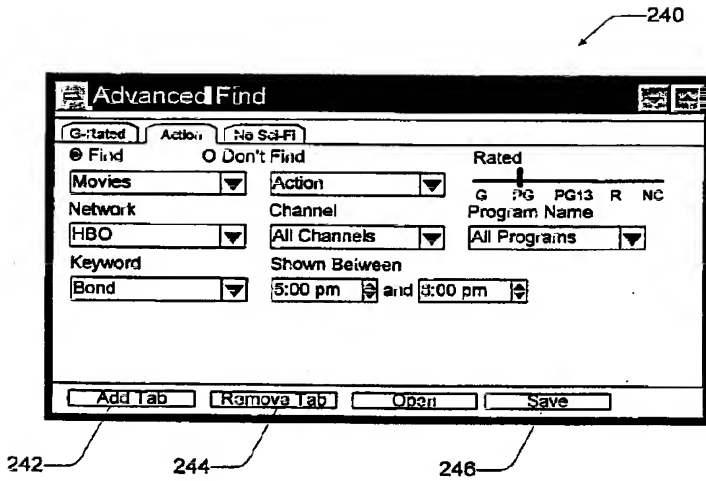 240
Advanced Find
G-Rated Action No Sci-Fi
Find Don't Find Rated
Movies Action
G PG PG13 R NC
Network Channel Program Name
HBO All Channels All Programs
Keyword Shown Between
Bond 5:00 pm and 8:00 pm
Add Tab Remove Tab Open Save
242 244 246